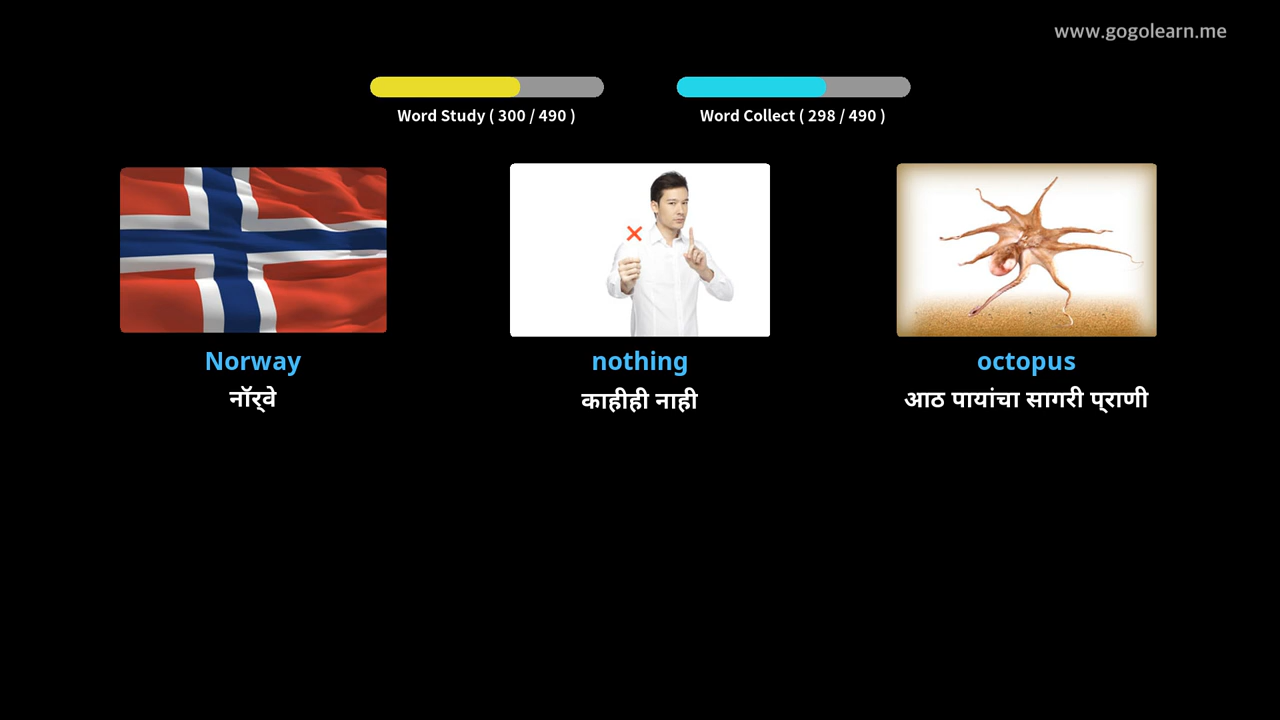 www.gogolearn.me
Word Study ( 300 / 490 )
Word Collect ( 298 / 490 )
Norway
nothing
octopus
नॉर्‍वे
काहीही नाही
आठ पायांचा सागरी प्राणी